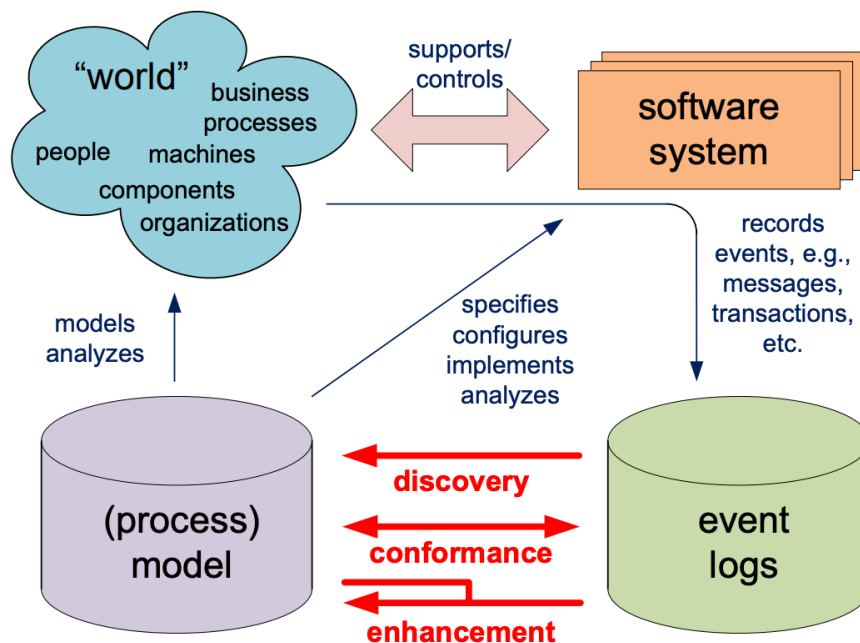 “world”
business
processes
people
machines
components
organizations
supports/
controls
software
system
records
events, e.g.,
messages,
transactions,
etc.
models
analyzes
specifies
configures
implements
analyzes
(process)
model
discovery
conformance
enhancement
event
logs